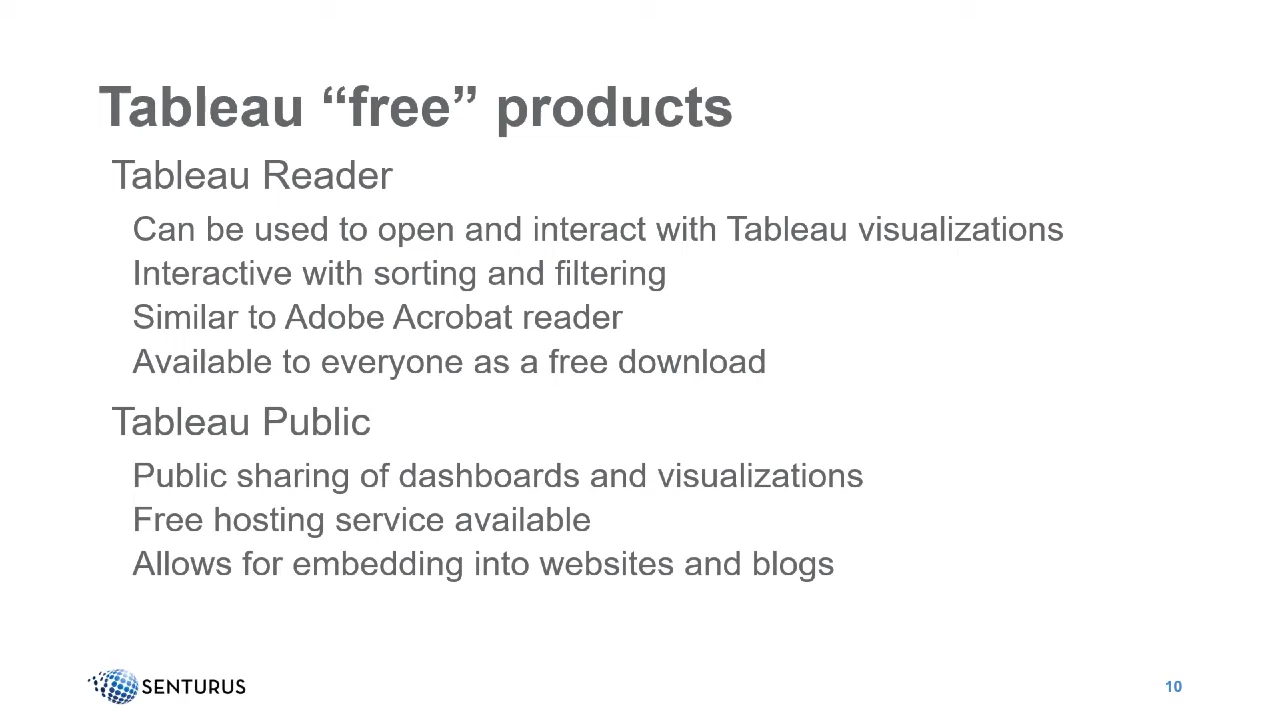 Tableau “free” products
Tableau Reader
Can be used to open and interact with Tableau visualizations
Interactive with sorting and filtering
Similar to Adobe Acrobat reader
Available to everyone as a free download
Tableau Public
Public sharing of dashboards and visualizations
Free hosting service available
Allows for embedding into websites and blogs
SENTURUS
10